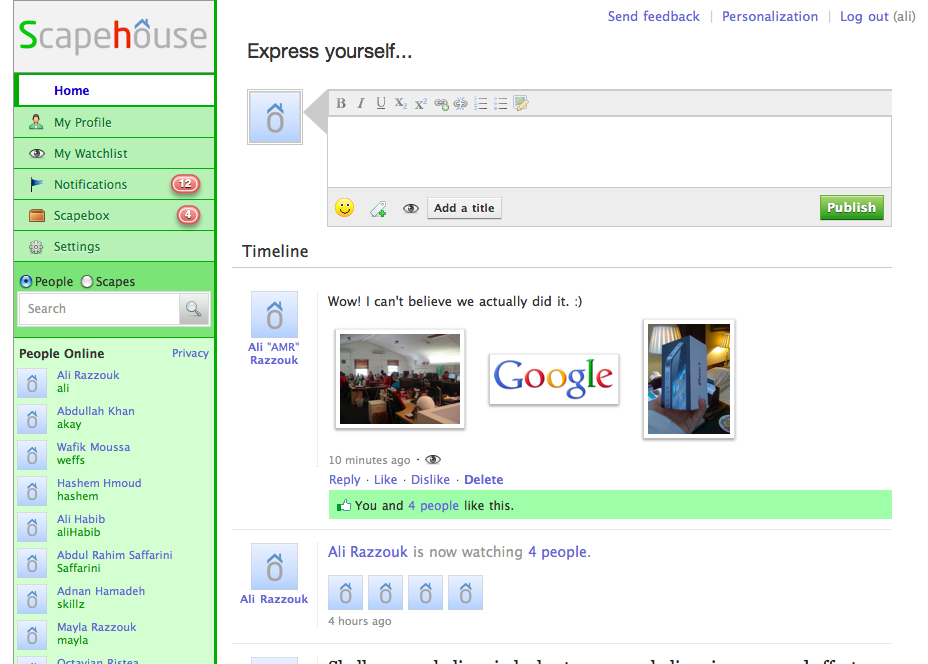 Send feedback | Personalization | Log out (ali)
Scapehouse
Express yourself...
Home
My Profile
My Watchlist
Notifications 12
Scapebox 4
Settings
B I U X2 X2
Add a title
Publish
People Scapes
Search
People Online Privacy
Ali Razzouk
ali
Abdullah Khan
akay
Wafik Moussa
weffs
Hashem Hmoud
hashem
Ali Habib
aliHabib
Abdul Rahim Saffarini
Saffarini
Adnan Hamadeh
skillz
Mayla Razzouk
mayla
Octavian Ristea
Timeline
Ali "AMR"
Razzouk
Wow! I can't believe we actually did it. :)
Google
10 minutes ago ·
Reply · Like · Dislike · Delete
You and 4 people like this.
Ali Razzouk
Ali Razzouk is now watching 4 people.
4 hours ago